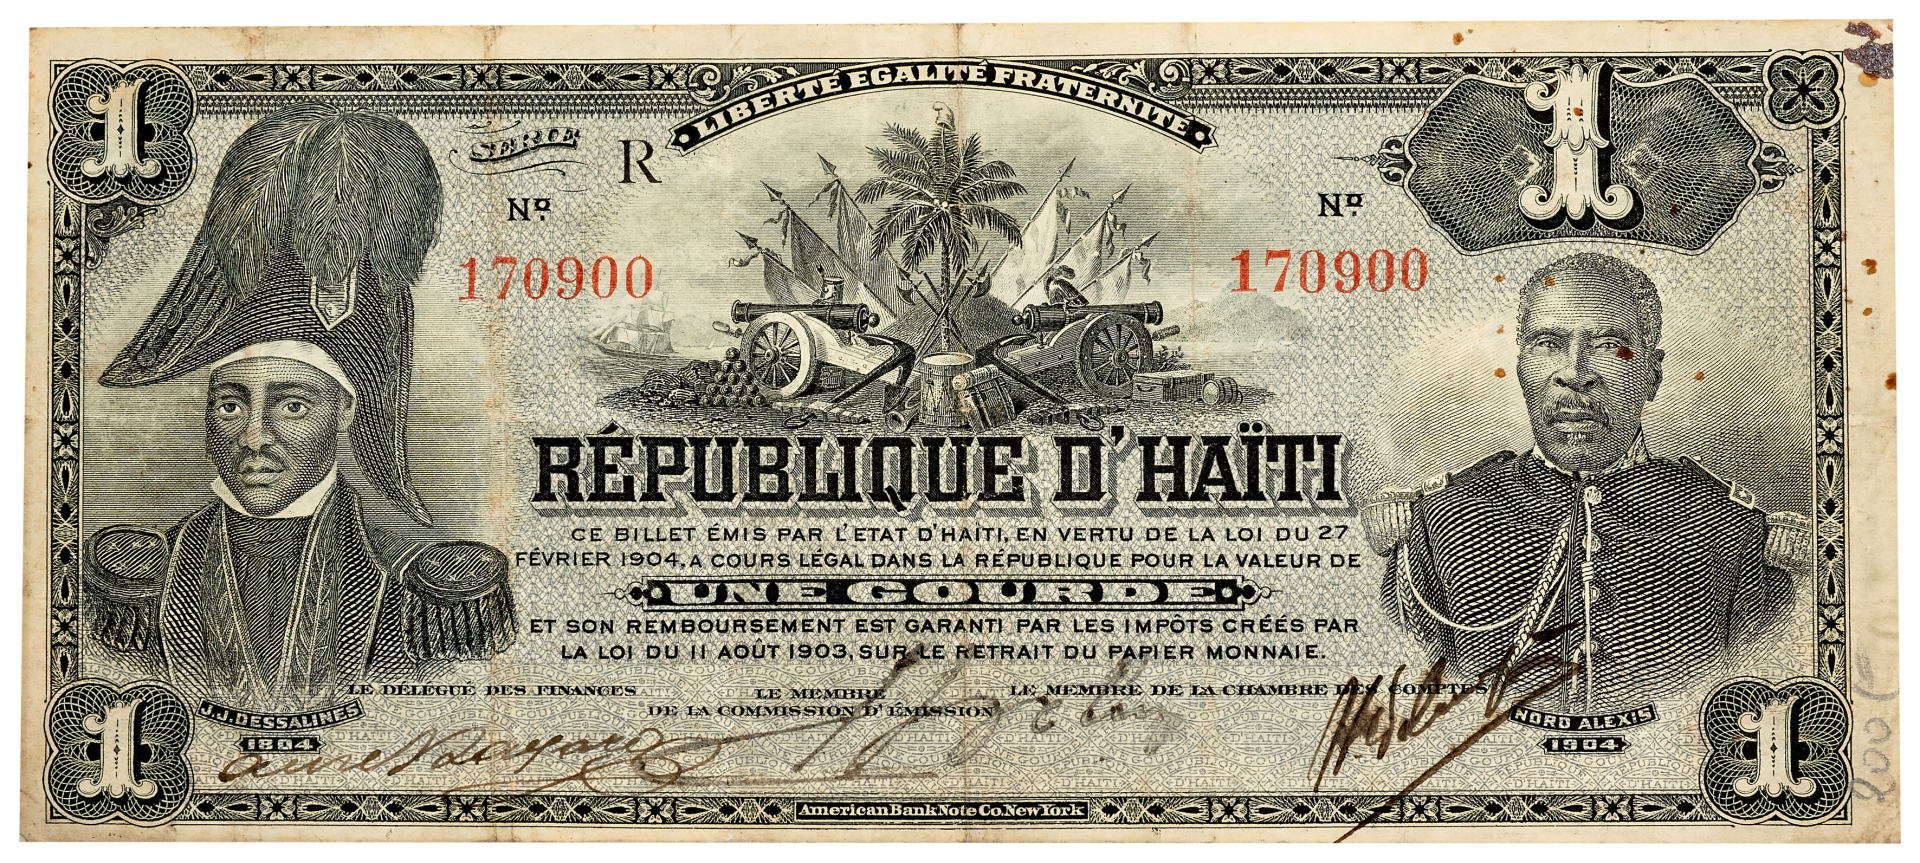 1
LIBERTÉ EGALITÉ FRATERNITÉ
1
SERIE
R
Nº
Nº
170900
170900
RÉPUBLIQUE D'HAÏTI
CE BILLET ÉMIS PAR L'ETAT D'HAITI, EN VERTU DE LA LOI DU 27
FÉVRIER 1904, A COURS LÉGAL DANS LA RÉPUBLIQUE POUR LA VALEUR DE
UNE GOURDE
ET SON REMBOURSEMENT EST GARANTI PAR LES IMPÔTS CRÉÉS PAR
LA LOI DU 11 AOÛT 1903, SUR LE RETRAIT DU PAPIER MONNAIE.
LE DÉLEGUÉ DES FINANCES
LE MEMBRE
DE LA COMMISSION D'ÉMISSION
LE MEMBRE DE LA CHAMBRE DES COMPTES
J.J. DESSALINES
1804
NORD ALEXIS
1904
1
1
American Bank Note Co. New York